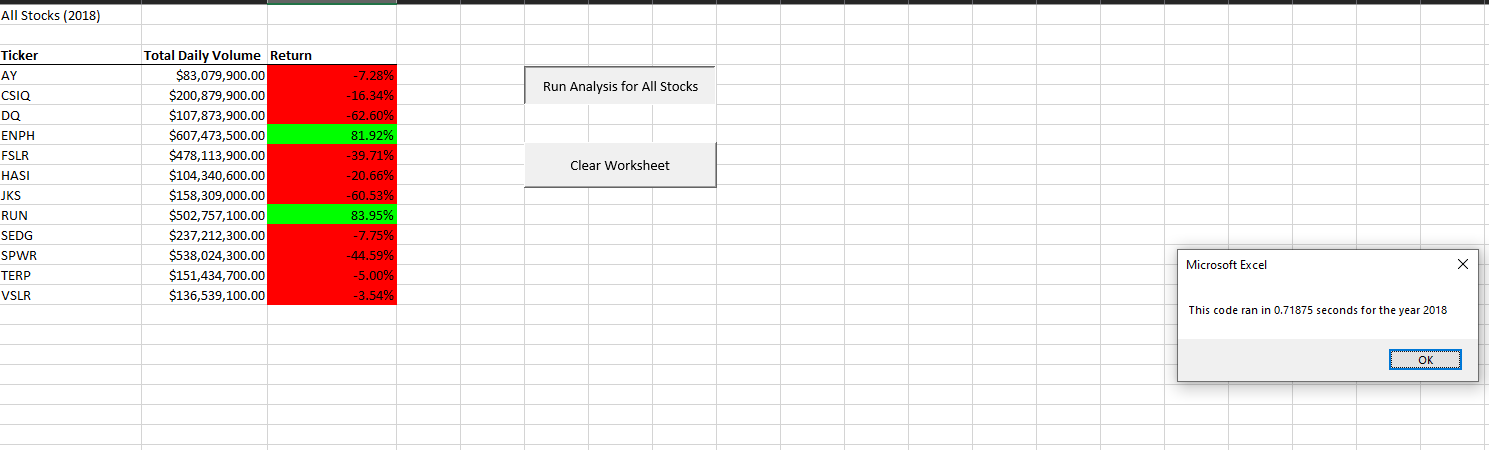 All Stocks (2018)
Ticker Total Daily Volume Return
AY $83,079,900.00 -7.28%
CSIQ $200,879,900.00 -16.34%
DQ $107,873,900.00 -62.60%
ENPH $607,473,500.00 81.92%
FSLR $478,113,900.00 -39.71%
HASI $104,340,600.00 -20.66%
JKS $158,309,000.00 -60.53%
RUN $502,757,100.00 83.95%
SEDG $237,212,300.00 -7.75%
SPWR $538,024,300.00 -44.59%
TERP $151,434,700.00 -5.00%
VSLR $136,539,100.00 -3.54%
Run Analysis for All Stocks
Clear Worksheet
Microsoft Excel
This code ran in 0.71875 seconds for the year 2018
OK